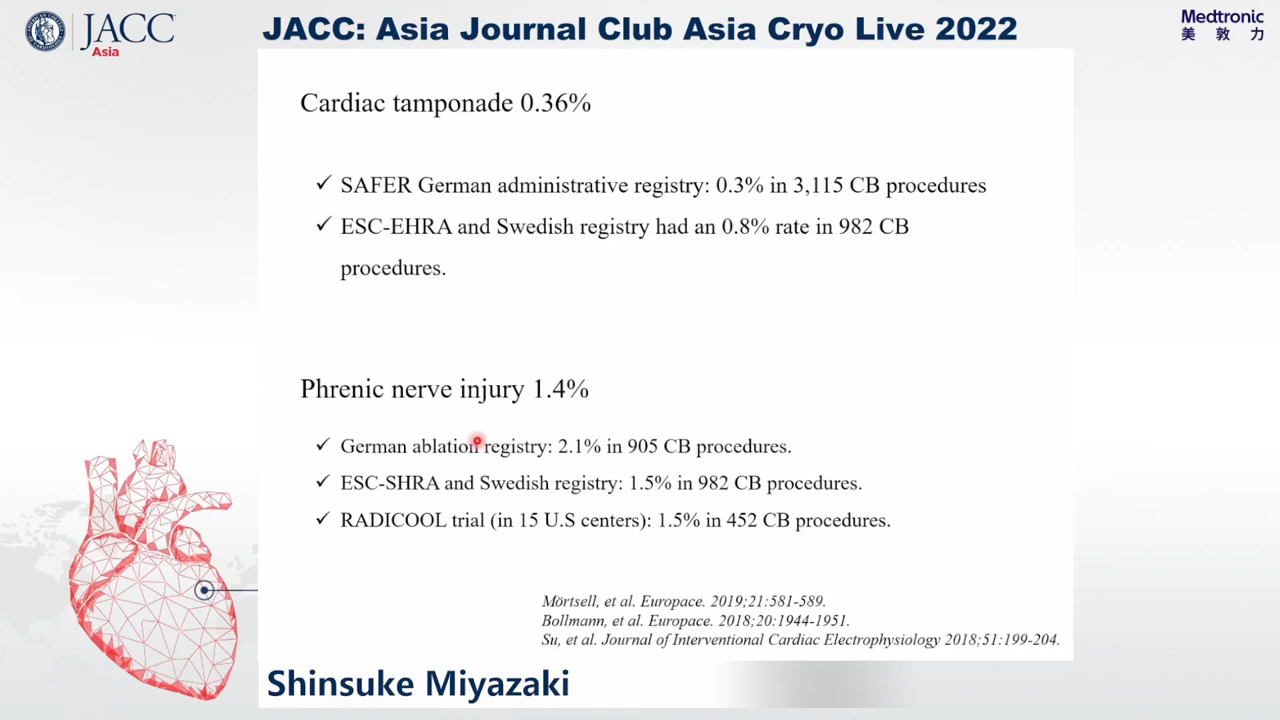 JACC
Asia
JACC: Asia Journal Club Asia Cryo Live 2022
Medtronic
美敦力
Cardiac tamponade 0.36%
✓ SAFER German administrative registry: 0.3% in 3,115 CB procedures
✓ ESC-EHRA and Swedish registry had an 0.8% rate in 982 CB
procedures.
Phrenic nerve injury 1.4%
✓ German ablation registry: 2.1% in 905 CB procedures.
✓ ESC-SHRA and Swedish registry: 1.5% in 982 CB procedures.
✓ RADICOOL trial (in 15 U.S centers): 1.5% in 452 CB procedures.
Mörtsell, et al. Europace. 2019;21:581-589.
Bollmann, et al. Europace. 2018;20:1944-1951.
Su, et al. Journal of Interventional Cardiac Electrophysiology 2018;51:199-204.
Shinsuke Miyazaki